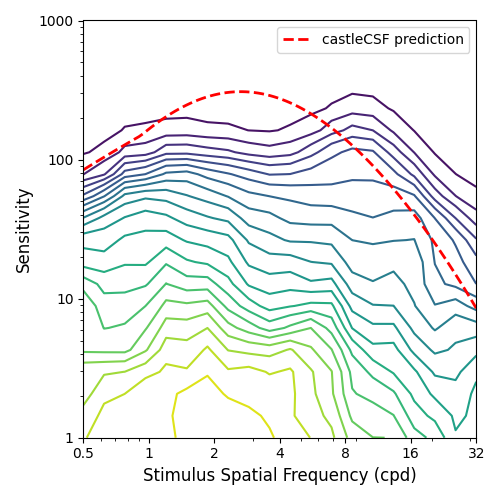 1000
castleCSF prediction
100
Sensitivity
10
1
0.5 1 2 4 8 16 32
Stimulus Spatial Frequency (cpd)